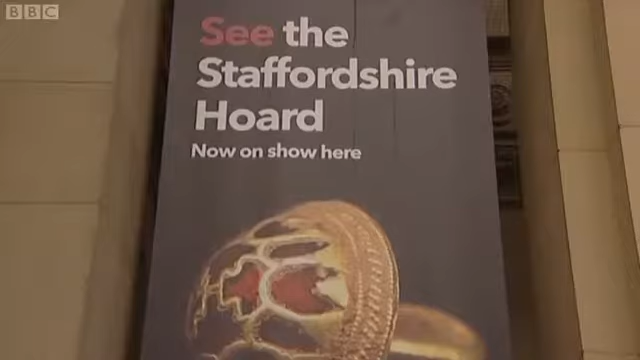 BBC
See the
Staffordshire
Hoard
Now on show here